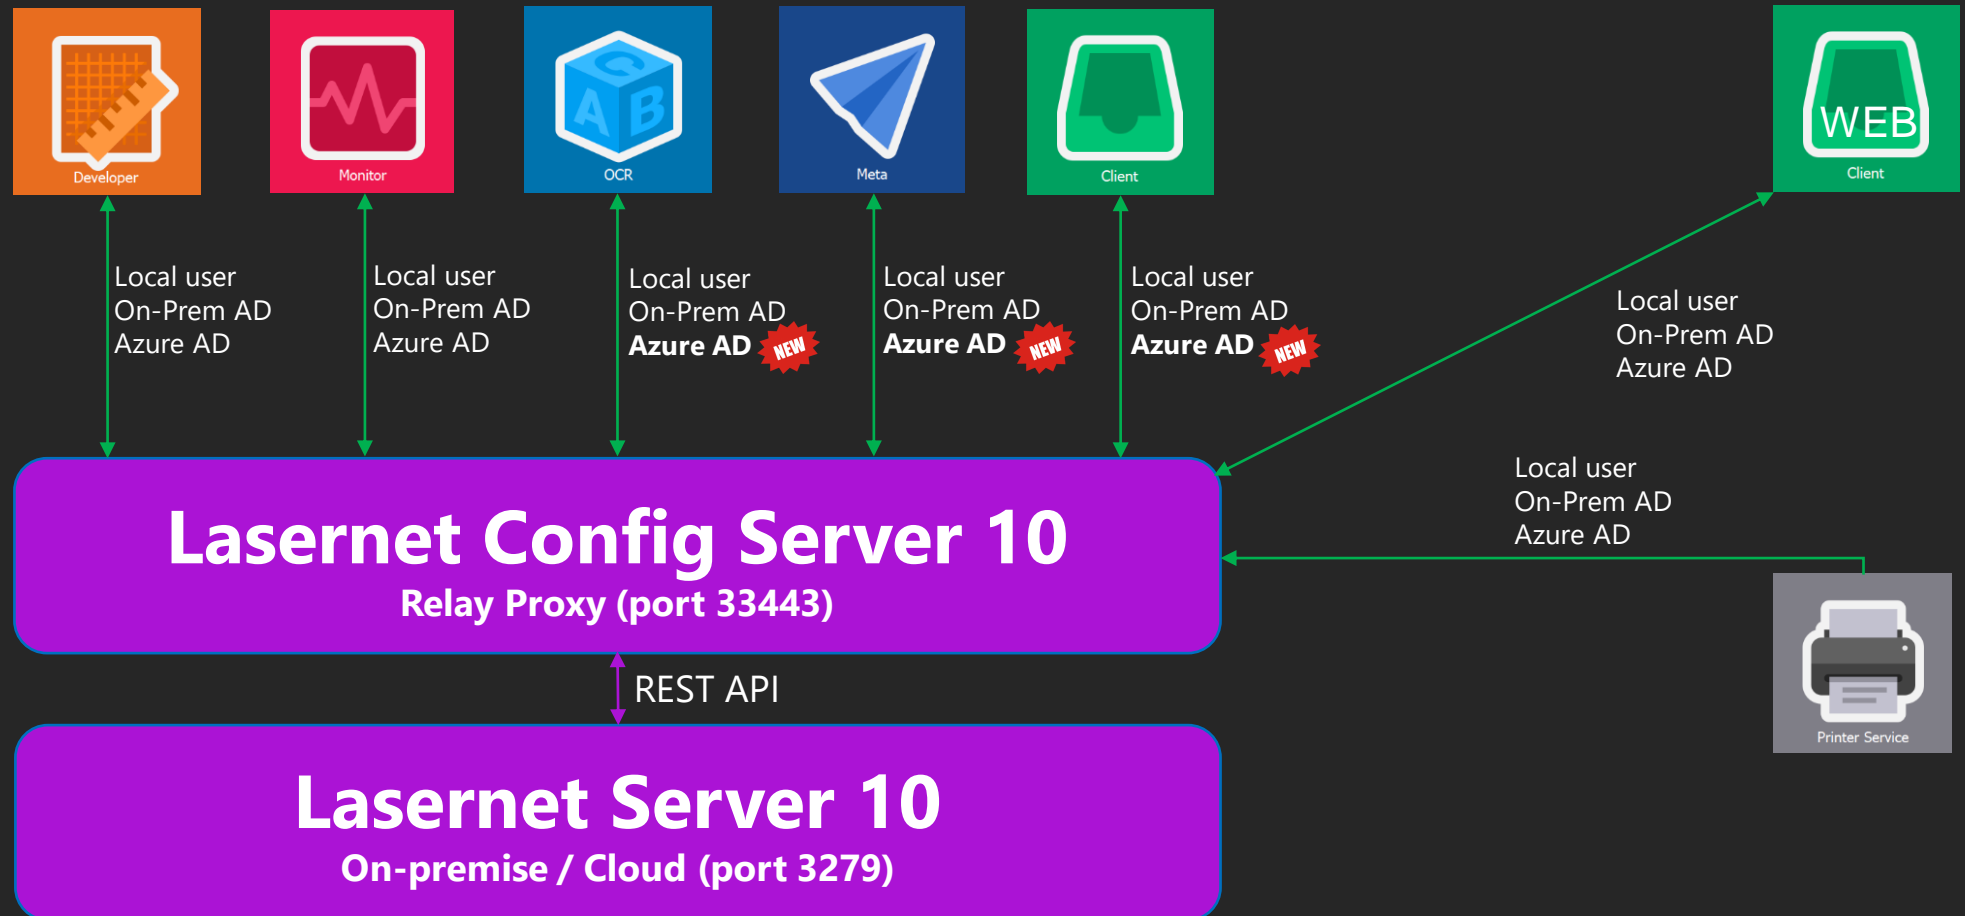 Developer
Monitor
OCR
Meta
Client
WEB
Client
A B
Local user
On-Prem AD
Azure AD
Local user
On-Prem AD
Azure AD
Local user
On-Prem AD
Azure AD NEW
Local user
On-Prem AD
Azure AD NEW
Local user
On-Prem AD
Azure AD NEW
Local user
On-Prem AD
Azure AD
Local user
On-Prem AD
Azure AD
Lasernet Config Server 10
Relay Proxy (port 33443)
REST API
Printer Service
Lasernet Server 10
On-premise / Cloud (port 3279)